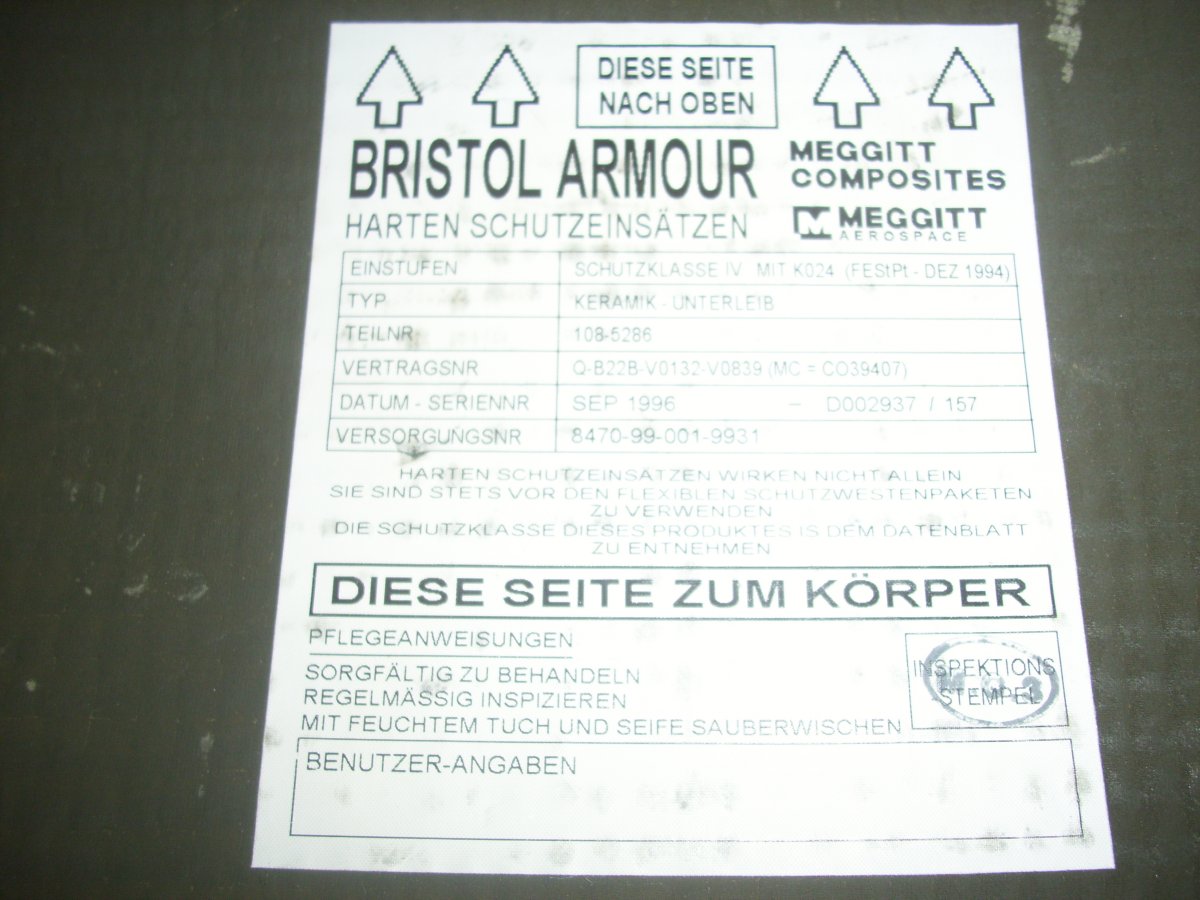 DIESE SEITE
NACH OBEN
BRISTOL ARMOUR
MEGGITT
COMPOSITES
HARTEN SCHUTZEINSÄTZEN
M MEGGITT
AEROSPACE
EINSTUFEN SCHUTZKLASSE IV MIT K024 (FEStPt - DEZ 1994)
TYP KERAMIK - UNTERLEIB
TEILNR 108-5286
VERTRAGSNR Q-B22B-V0132-V0839 (MC = CO39407)
DATUM - SERIENNR SEP 1996 – D002937 / 157
VERSORGUNGSNR 8470-99-001-9931
HARTEN SCHUTZEINSÄTZEN WIRKEN NICHT ALLEIN
SIE SIND STETS VOR DEN FLEXIBLEN SCHUTZWESTENPAKETEN
ZU VERWENDEN
DIE SCHUTZKLASSE DIESES PRODUKTES IS DEM DATENBLATT
ZU ENTNEHMEN
DIESE SEITE ZUM KÖRPER
PFLEGEANWEISUNGEN
SORGFÄLTIG ZU BEHANDELN
REGELMÄSSIG INSPIZIEREN
MIT FEUCHTEM TUCH UND SEIFE SAUBERWISCHEN
INSPEKTIONS
STEMPEL
BENUTZER-ANGABEN